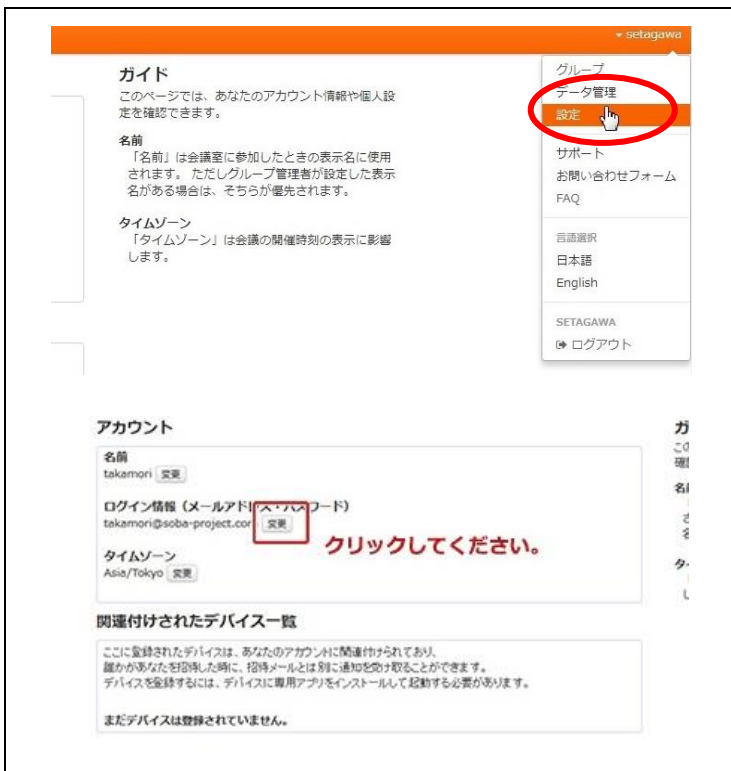 setagawa
ガイド
このページでは、あなたのアカウント情報や個人設
定を確認できます。
名前
「名前」は会議室に参加したときの表示名に使用
されます。 ただしグループ管理者が設定した表示
名がある場合は、そちらが優先されます。
タイムゾーン
「タイムゾーン」は会議の開催時刻の表示に影響
します。
グループ
データ管理
設定
サポート
お問い合わせフォーム
FAQ
言語選択
日本語
English
SETAGAWA
ログアウト
アカウント
名前
takamori 変更
ログイン情報（メールアドレス・パスワード）
takamori@soba-project.com 変更
クリックしてください。
タイムゾーン
Asia/Tokyo 変更
関連付けされたデバイス一覧
ここに登録されたデバイスは、あなたのアカウントに関連付けられており、
誰かがあなたを招待した時に、招待メールとは別に通知を受け取ることができます。
デバイスを登録するには、デバイスに専用アプリをインストールして起動する必要があります。
まだデバイスは登録されていません。